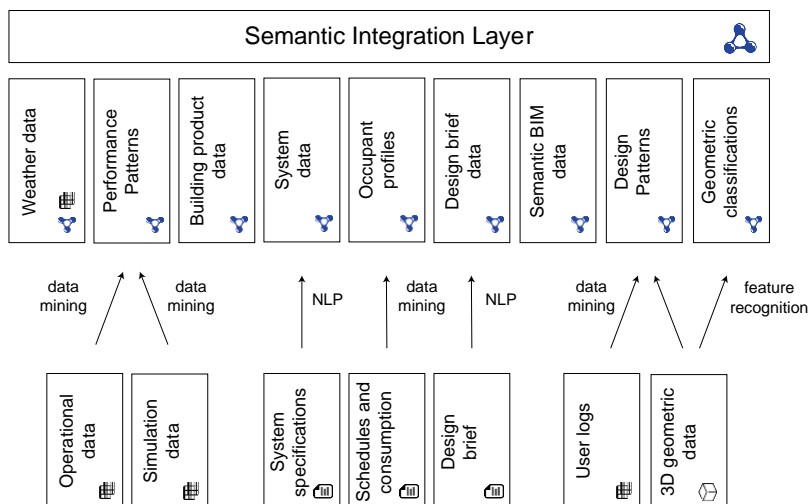 Semantic Integration Layer
Weather data
Performance
Patterns
Building product
data
System
data
Occupant
profiles
Design brief
data
Semantic BIM
data
Design
Patterns
Geometric
classifications
data
mining
data
mining
NLP
data
mining
NLP
data
mining
feature
recognition
Operational
data
Simulation
data
System
specifications
Schedules and
consumption
Design
brief
User logs
3D geometric
data